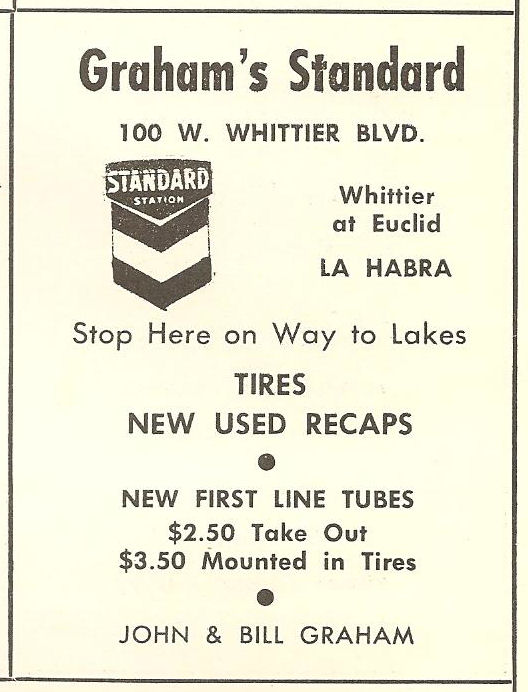 Graham's Standard
100 W. WHITTIER BLVD.
STANDARD
STATION
Whittier
at Euclid
LA HABRA
Stop Here on Way to Lakes
TIRES
NEW USED RECAPS
NEW FIRST LINE TUBES
$2.50 Take Out
$3.50 Mounted in Tires
JOHN & BILL GRAHAM